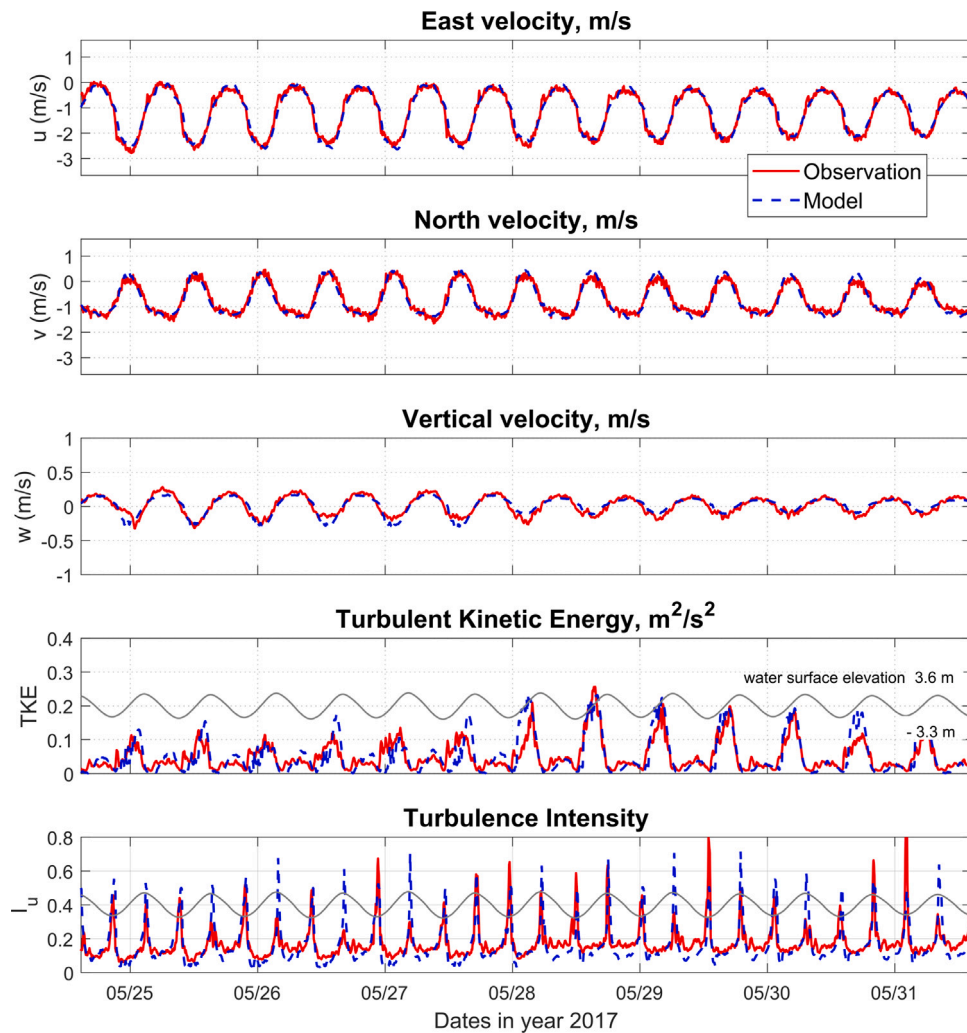 East velocity, m/s
1
0
-1
-2
-3
u (m/s)
Observation
Model
North velocity, m/s
1
0
-1
-2
-3
v (m/s)
Vertical velocity, m/s
1
0.5
0
-0.5
-1
w (m/s)
Turbulent Kinetic Energy, m²/s²
0.4
0.3
0.2
0.1
0
TKE
water surface elevation 3.6 m
- 3.3 m
Turbulence Intensity
0.8
0.6
0.4
0.2
0
I_u
05/25 05/26 05/27 05/28 05/29 05/30 05/31
Dates in year 2017